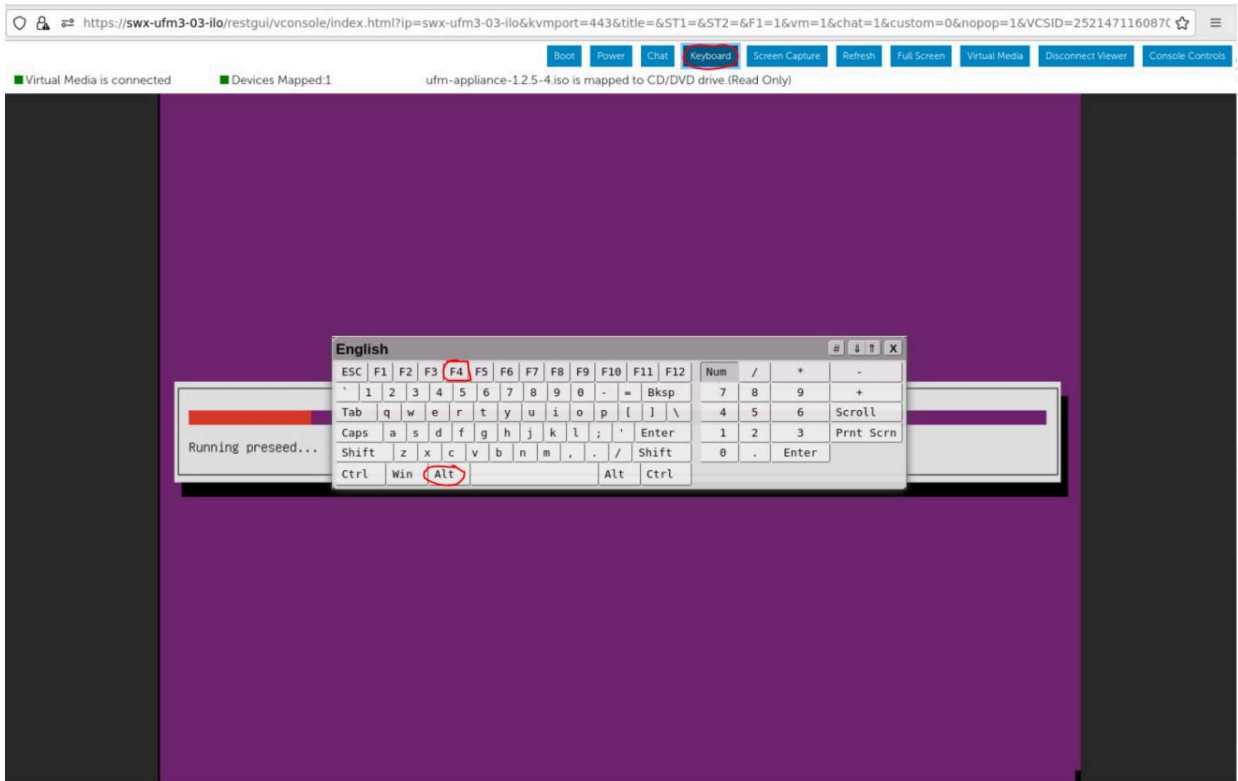 https://swx-ufm3-03-ilo/restgui/vconsole/index.html?ip=swx-ufm3-03-ilo&kvmport=443&title=&ST1=&ST2=&F1=1&vm=1&chat=1&custom=0&nopop=1&VCSID=252147116087(
Boot Power Chat Keyboard Screen Capture Refresh Full Screen Virtual Media Disconnect Viewer Console Controls
Virtual Media is connected Devices Mapped:1 ufm-appliance-1.2.5-4.iso is mapped to CD/DVD drive.(Read Only)
English # ⇓ ⇑ X
ESC F1 F2 F3 F4 F5 F6 F7 F8 F9 F10 F11 F12 Num / * -
` 1 2 3 4 5 6 7 8 9 0 - = Bksp 7 8 9 +
Tab q w e r t y u i o p [ ] \ 4 5 6 Scroll
Caps a s d f g h j k l ; ' Enter 1 2 3 Prnt Scrn
Running preseed...
Shift z x c v b n m , . / Shift 0 . Enter
Ctrl Win Alt Alt Ctrl